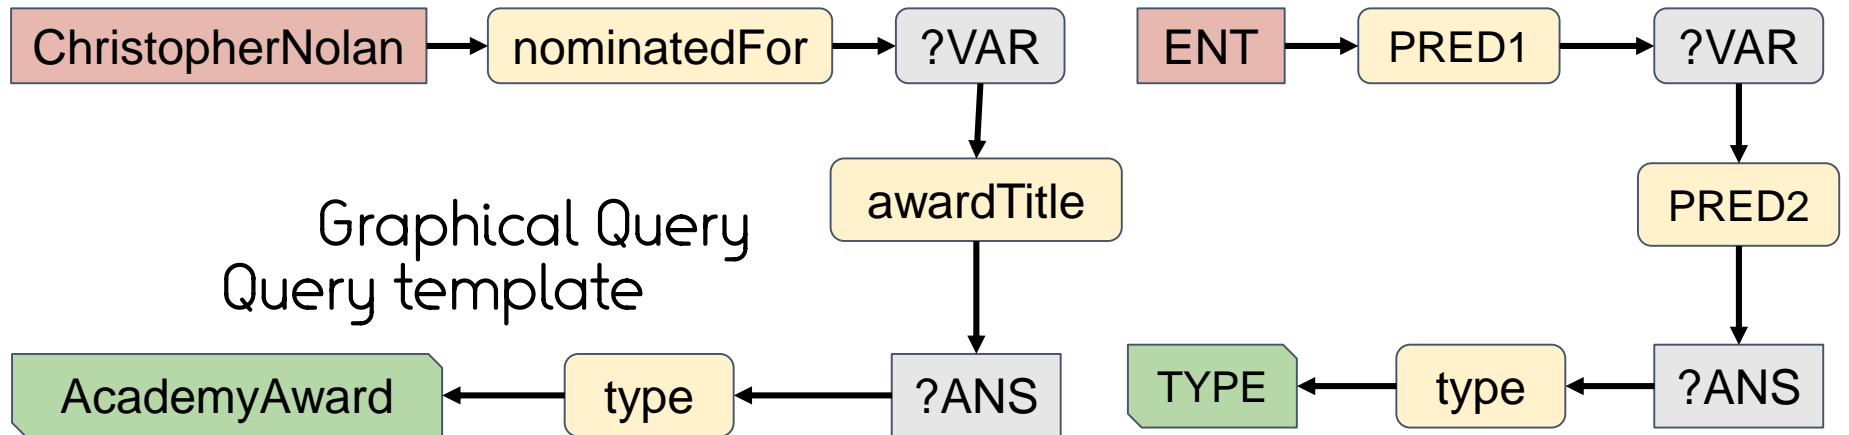 ChristopherNolan nominatedFor ?VAR ENT PRED1 ?VAR
awardTitle PRED2
Graphical Query
Query template
AcademyAward type ?ANS TYPE type ?ANS